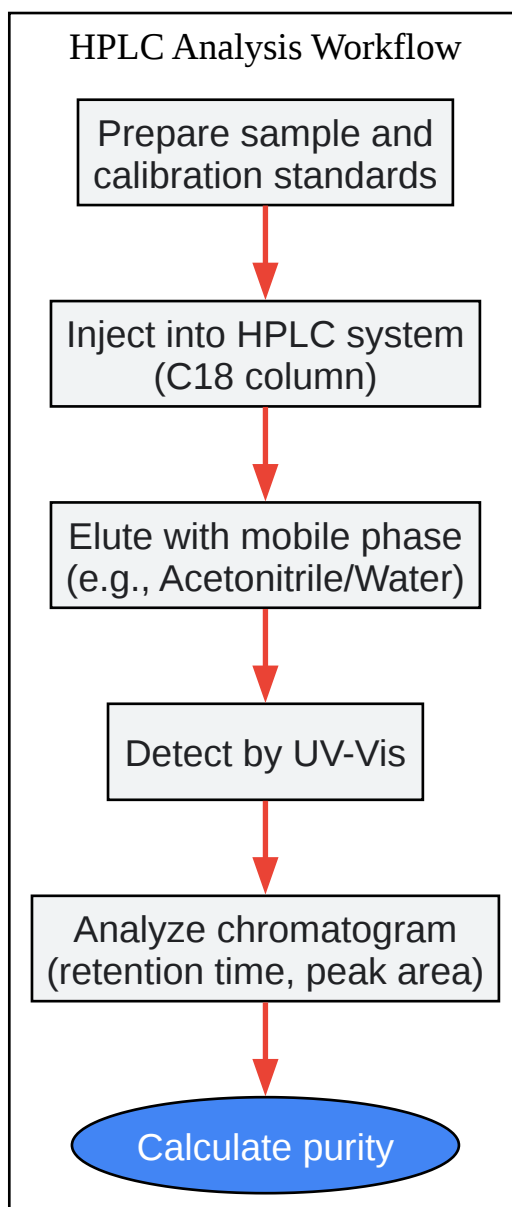 HPLC Analysis Workflow
Prepare sample and
calibration standards
Inject into HPLC system
(C18 column)
Elute with mobile phase
(e.g., Acetonitrile/Water)
Detect by UV-Vis
Analyze chromatogram
(retention time, peak area)
Calculate purity